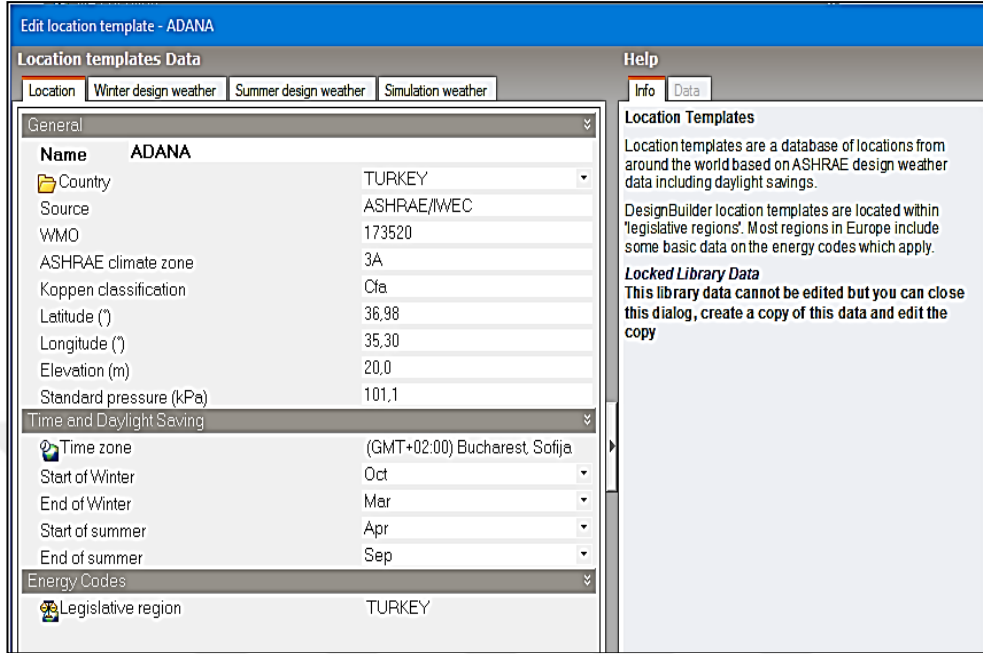 Edit location template - ADANA
Location templates Data
Location Winter design weather Summer design weather Simulation weather
General
Name ADANA
Country TURKEY
Source ASHRAE/IWEC
WMO 173520
ASHRAE climate zone 3A
Koppen classification Cfa
Latitude (°) 36,98
Longitude (°) 35,30
Elevation (m) 20,0
Standard pressure (kPa) 101,1
Time and Daylight Saving
Time zone (GMT+02:00) Bucharest, Sofija
Start of Winter Oct
End of Winter Mar
Start of summer Apr
End of summer Sep
Energy Codes
Legislative region TURKEY
Help
Info Data
Location Templates
Location templates are a database of locations from
around the world based on ASHRAE design weather
data including daylight savings.
DesignBuilder location templates are located within
'legislative regions'. Most regions in Europe include
some basic data on the energy codes which apply.
Locked Library Data
This library data cannot be edited but you can close
this dialog, create a copy of this data and edit the
copy